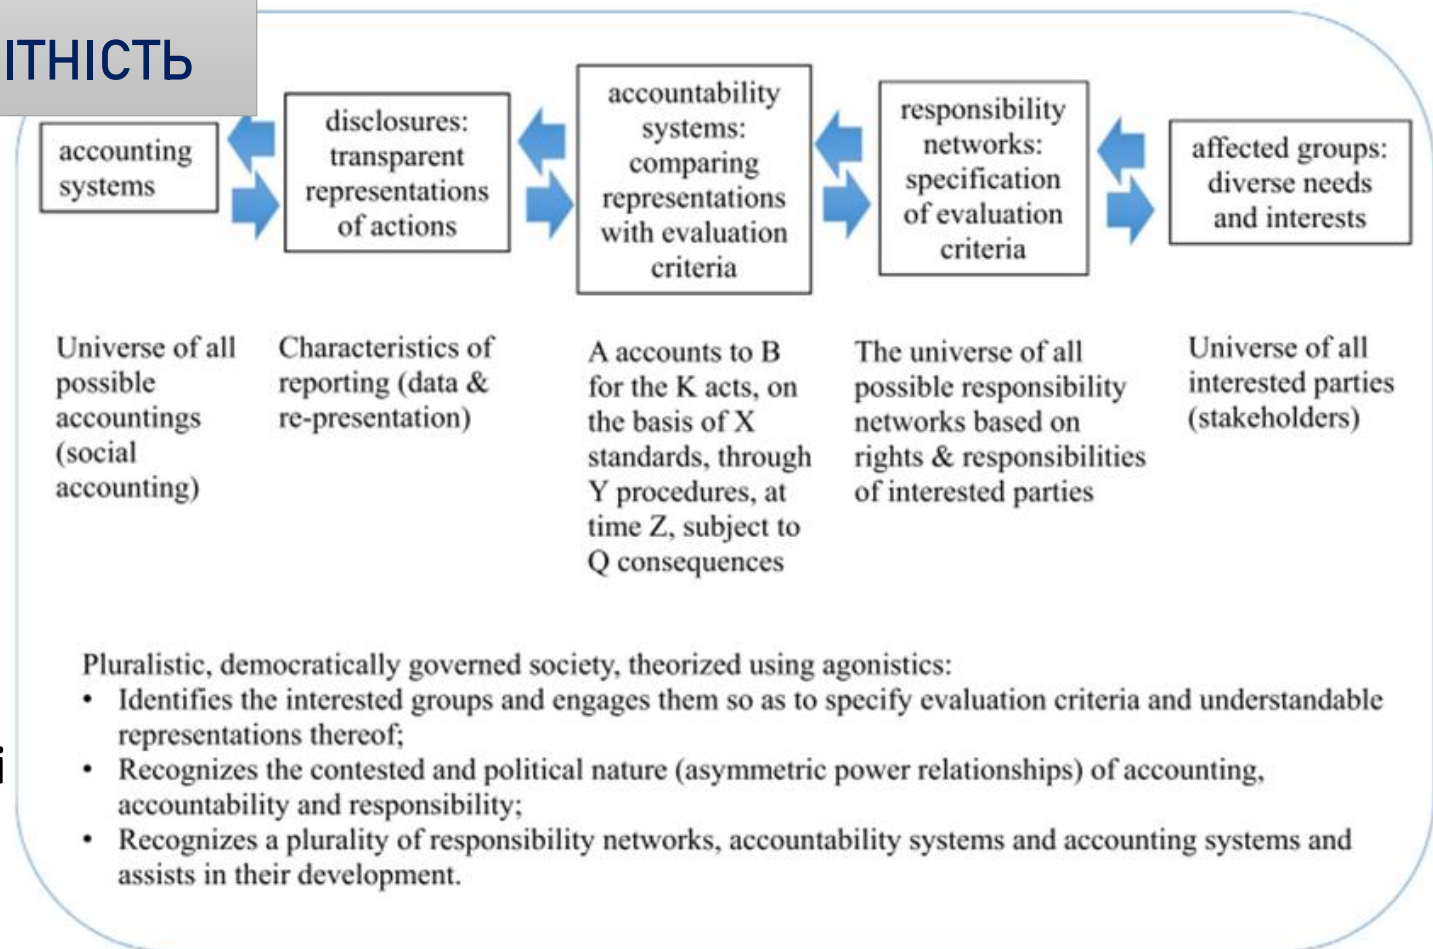 ІТНІСТЬ
accounting
systems
disclosures:
transparent
representations
of actions
accountability
systems:
comparing
representations
with evaluation
criteria
responsibility
networks:
specification
of evaluation
criteria
affected groups:
diverse needs
and interests
Universe of all
possible
accountings
(social
accounting)
Characteristics of
reporting (data &
re-presentation)
A accounts to B
for the K acts, on
the basis of X
standards, through
Y procedures, at
time Z, subject to
Q consequences
The universe of all
possible responsibility
networks based on
rights & responsibilities
of interested parties
Universe of all
interested parties
(stakeholders)
Pluralistic, democratically governed society, theorized using agonistics:
• Identifies the interested groups and engages them so as to specify evaluation criteria and understandable
representations thereof;
і
• Recognizes the contested and political nature (asymmetric power relationships) of accounting,
accountability and responsibility;
• Recognizes a plurality of responsibility networks, accountability systems and accounting systems and
assists in their development.